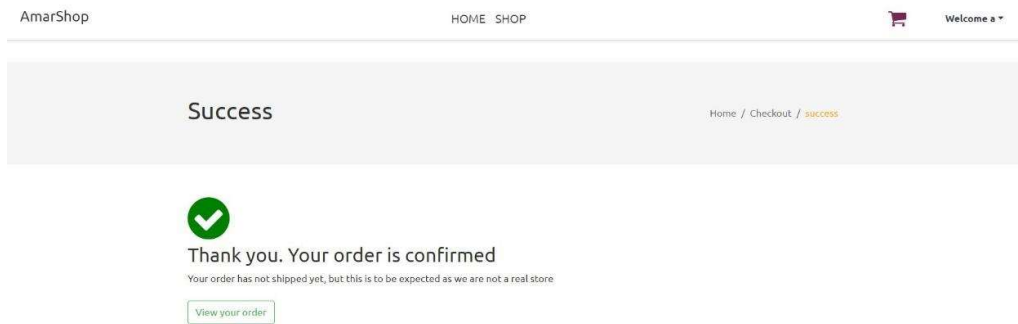 AmarShop
HOME SHOP
Welcome a
Success
Home / Checkout / success
Thank you. Your order is confirmed
Your order has not shipped yet, but this is to be expected as we are not a real store
View your order